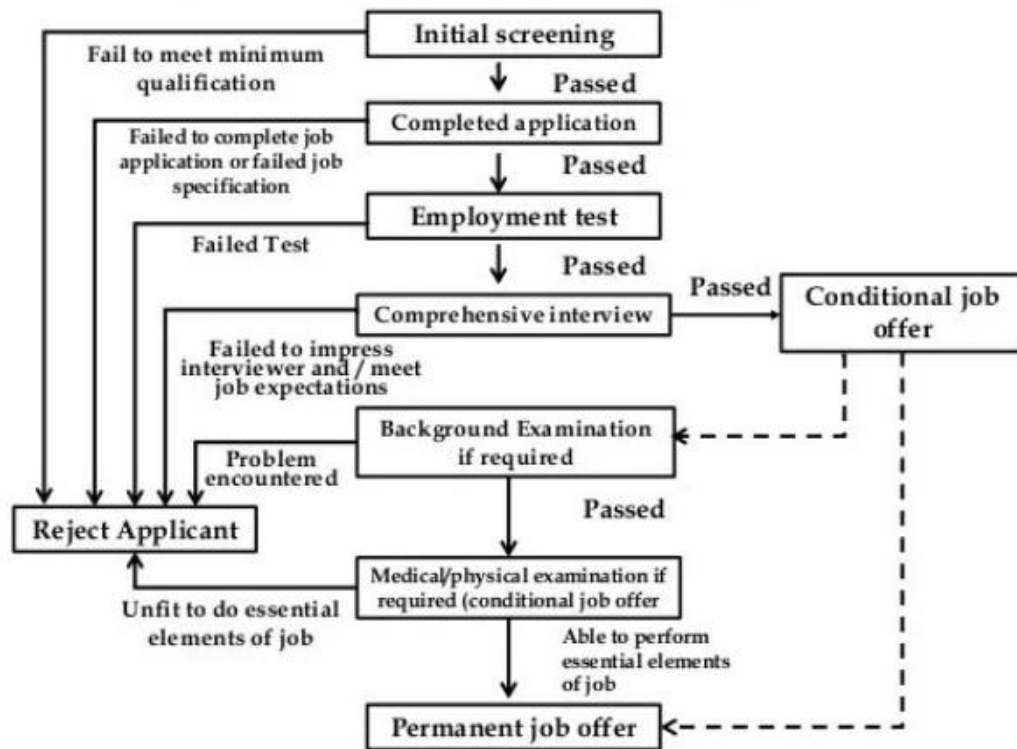 Initial screening
Fail to meet minimum
qualification
Passed
Completed application
Failed to complete job
application or failed job
specification
Passed
Employment test
Failed Test
Passed
Comprehensive interview
Passed
Conditional job
offer
Failed to impress
interviewer and / meet
job expectations
Background Examination
if required
Problem
encountered
Passed
Reject Applicant
Medical/physical examination if
required (conditional job offer
Unfit to do essential
elements of job
Able to perform
essential elements
of job
Permanent job offer